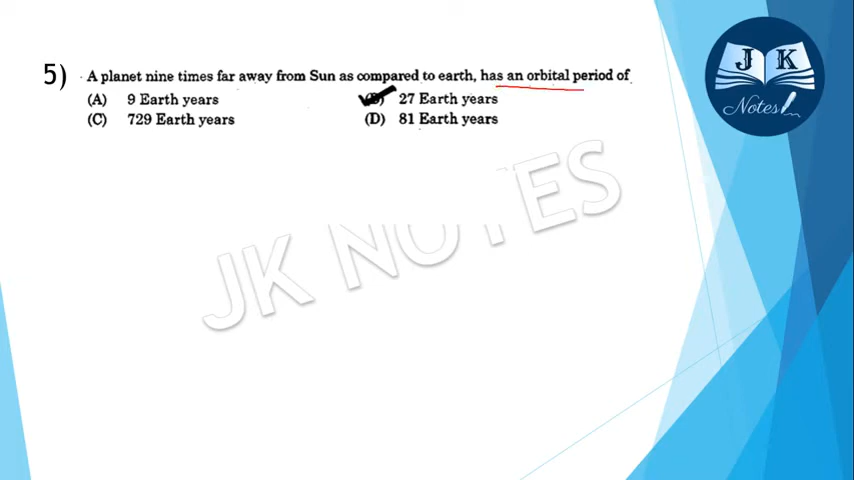 5) A planet nine times far away from Sun as compared to earth, has an orbital period of
(A) 9 Earth years (B) 27 Earth years
(C) 729 Earth years (D) 81 Earth years
J K
Notes
JK NOTES